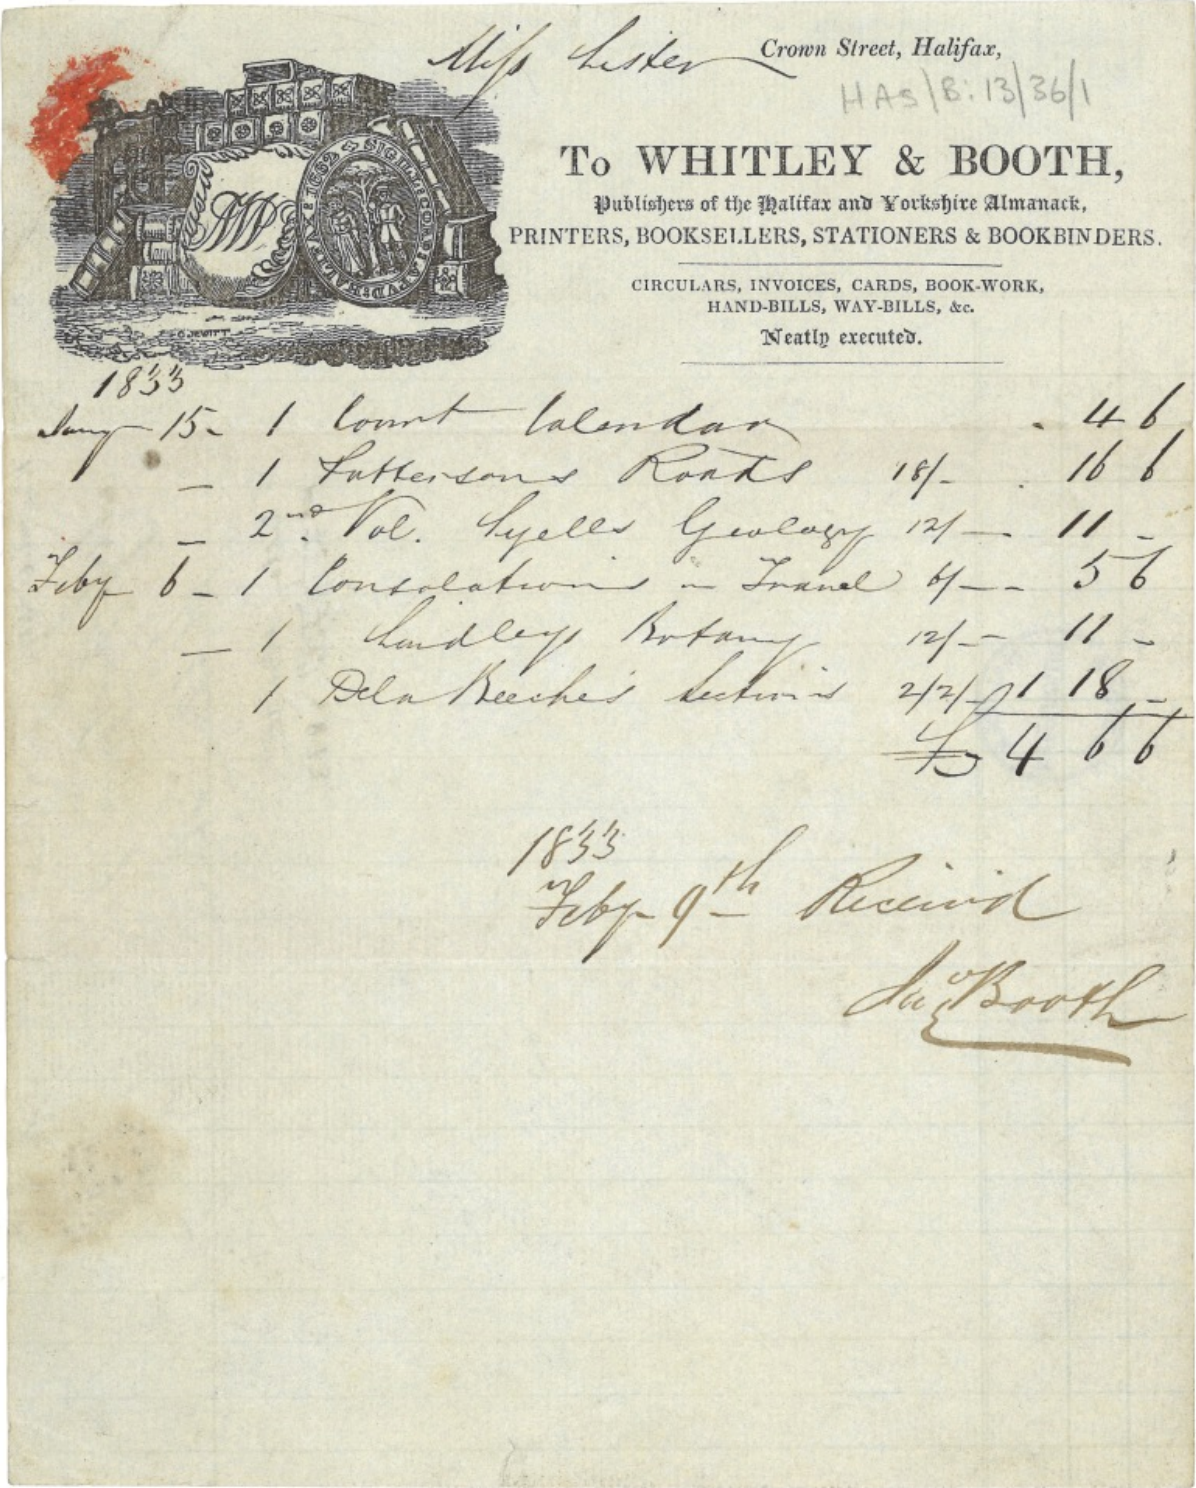 Miss Lister
Crown Street, Halifax,
HAS/B:13/36/1
To WHITLEY & BOOTH,
Publishers of the Halifax and Yorkshire Almanack,
PRINTERS, BOOKSELLERS, STATIONERS & BOOKBINDERS.
CIRCULARS, INVOICES, CARDS, BOOK-WORK,
HAND-BILLS, WAY-BILLS, &c.
Neatly executed.
O. JEWITT
1833
Jany 15 - 1 Court Calendar . 4 6
— 1 Pattersons Roads 18/- . 16 6
— 2nd. Vol. Lyells Geology 12/- — 11 -
Feby 6 - 1 Consolations in Travel 6/- - 5 6
— 1 Lindleys Botany 12/- - 11 -
1 De la Beeche's Sections 2/2/- 1 18 -
£ 4 6 6
1833
Feby 9th Received
Jno Booth